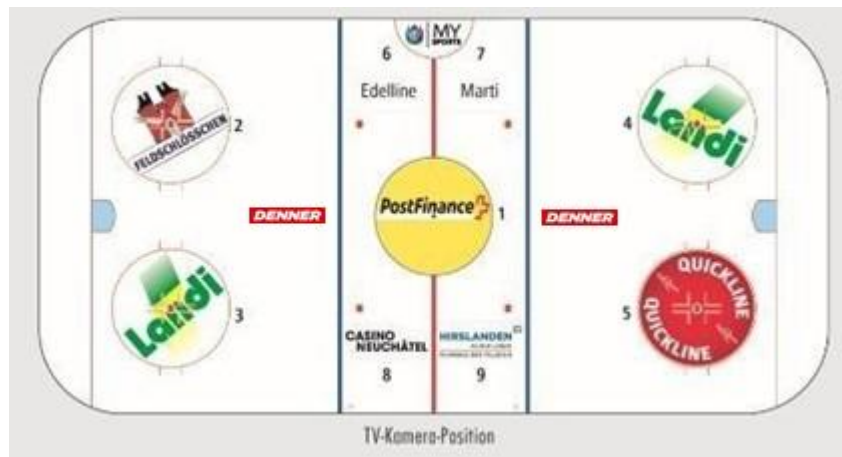 MY
SPORTS
6
7
Edelline
Marti
FELDSCHLÖSSCHEN
2
4
Landi
DENNER
PostFinance
1
DENNER
Landi
3
5
QUICKLINE
QUICKLINE
CASINO
NEUCHÂTEL
HIRSLANDEN
8
9
TV-Kamera-Position